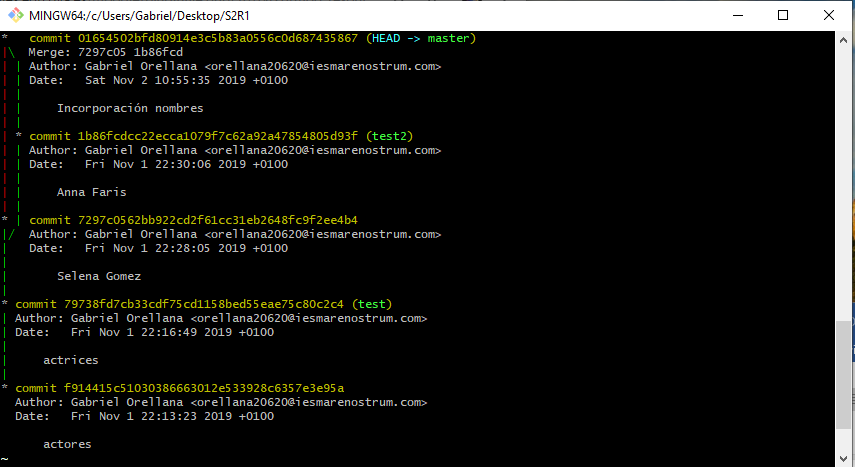 MINGW64:/c/Users/Gabriel/Desktop/S2R1
* commit 01654502bfd80914e3c5b83a0556c0d687435867 (HEAD -> master)
|\ Merge: 7297c05 1b86fcd
| | Author: Gabriel Orellana <orellana20620@iesmarenostrum.com>
| | Date: Sat Nov 2 10:55:35 2019 +0100
| |
| | Incorporación nombres
| |
| * commit 1b86fcdcc22ecca1079f7c62a92a47854805d93f (test2)
| | Author: Gabriel Orellana <orellana20620@iesmarenostrum.com>
| | Date: Fri Nov 1 22:30:06 2019 +0100
| |
| | Anna Faris
| |
* | commit 7297c0562bb922cd2f61cc31eb2648fc9f2ee4b4
|/ Author: Gabriel Orellana <orellana20620@iesmarenostrum.com>
| Date: Fri Nov 1 22:28:05 2019 +0100
|
| Selena Gomez
|
* commit 79738fd7cb33cdf75cd1158bed55eae75c80c2c4 (test)
| Author: Gabriel Orellana <orellana20620@iesmarenostrum.com>
| Date: Fri Nov 1 22:16:49 2019 +0100
|
| actrices
|
* commit f914415c51030386663012e533928c6357e3e95a
Author: Gabriel Orellana <orellana20620@iesmarenostrum.com>
Date: Fri Nov 1 22:13:23 2019 +0100
actores
~